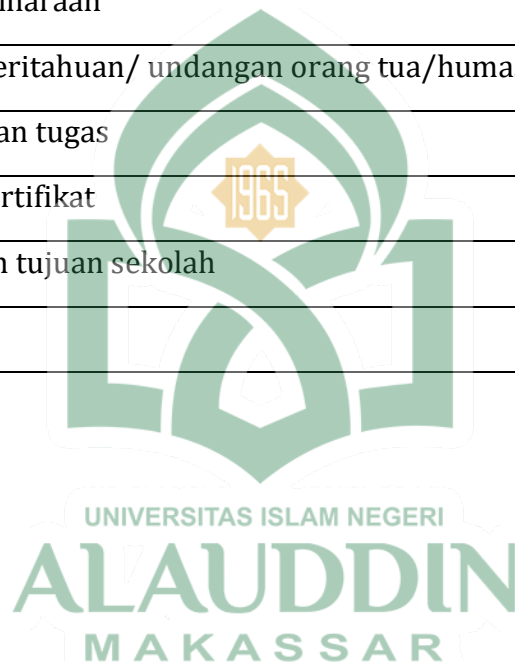 eritahuan/ undangan orang tua/huma
an tugas
rtifikat
n tujuan sekolah
1965
UNIVERSITAS ISLAM NEGERI
ALAUDDIN
MAKASSAR